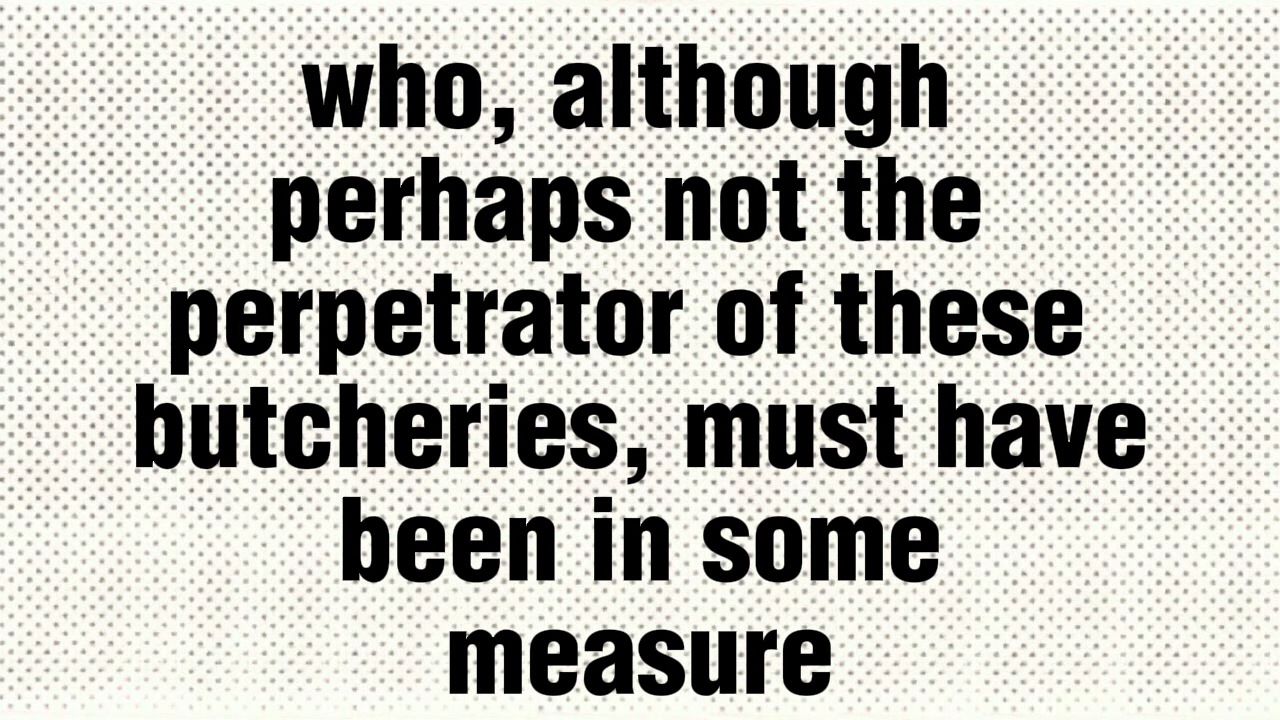 who, although
perhaps not the
perpetrator of these
butcheries, must have
been in some
measure